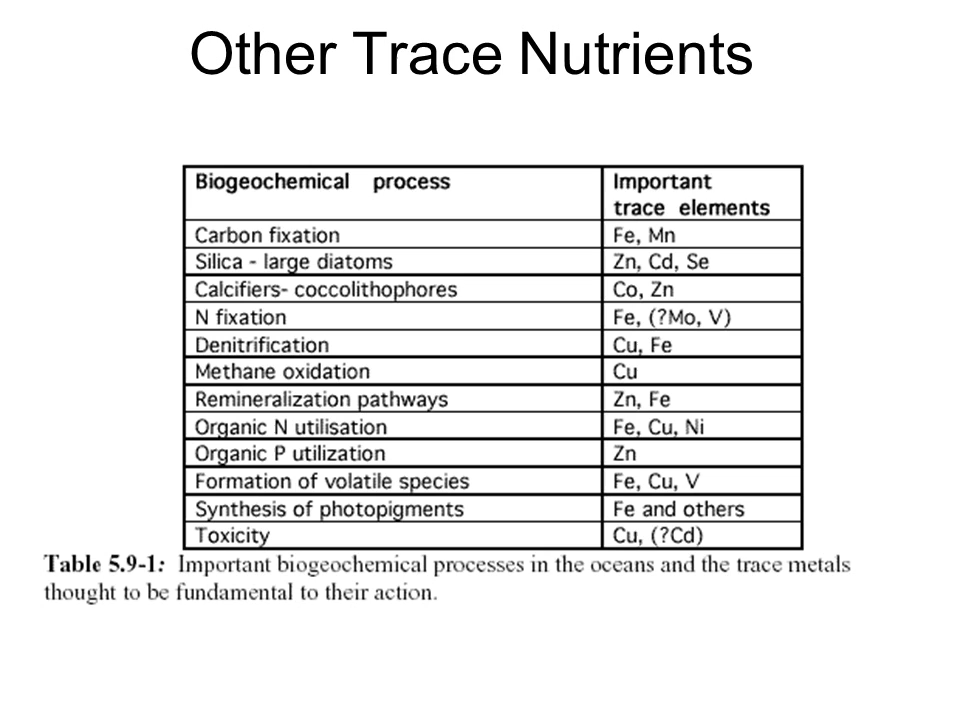 Other Trace Nutrients
Biogeochemical process Important
trace elements
Carbon fixation Fe, Mn
Silica - large diatoms Zn, Cd, Se
Calcifiers- coccolithophores Co, Zn
N fixation Fe, (?Mo, V)
Denitrification Cu, Fe
Methane oxidation Cu
Remineralization pathways Zn, Fe
Organic N utilisation Fe, Cu, Ni
Organic P utilization Zn
Formation of volatile species Fe, Cu, V
Synthesis of photopigments Fe and others
Toxicity Cu, (?Cd)
Table 5.9-1: Important biogeochemical processes in the oceans and the trace metals
thought to be fundamental to their action.